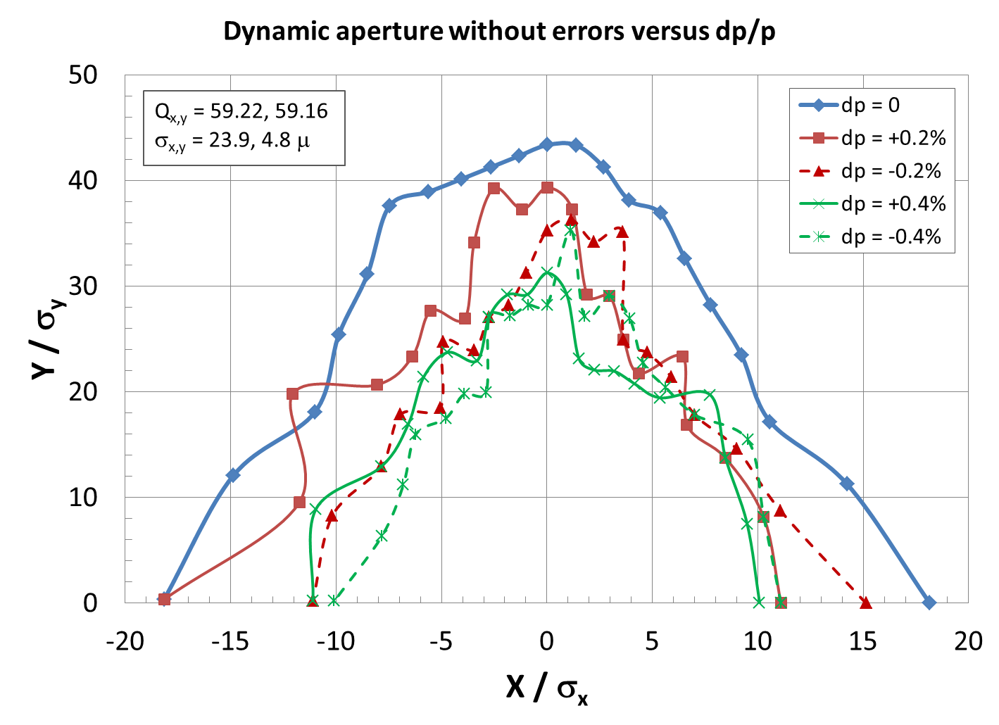 Dynamic aperture without errors versus dp/p
50
40
30
20
10
0
Y / σy
Qx,y = 59.22, 59.16
σx,y = 23.9, 4.8 μ
dp = 0
dp = +0.2%
dp = -0.2%
dp = +0.4%
dp = -0.4%
-20 -15 -10 -5 0 5 10 15 20
X / σx